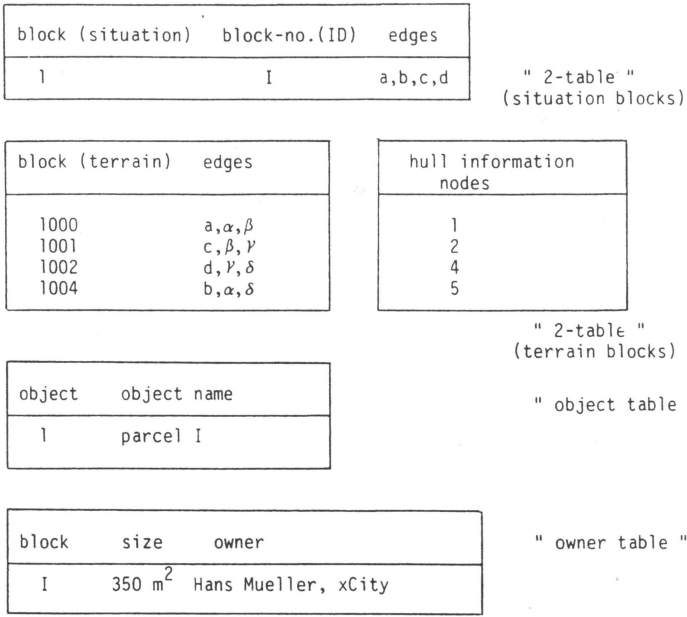 block (situation) block-no.(ID) edges
1 I a,b,c,d
" 2-table "
(situation blocks)
block (terrain) edges
1000 a,α,β
1001 c,β,γ
1002 d,γ,δ
1004 b,α,δ
hull information
nodes
1
2
4
5
" 2-table "
(terrain blocks)
object object name
1 parcel I
" object table
block size owner
I 350 m² Hans Mueller, xCity
" owner table "